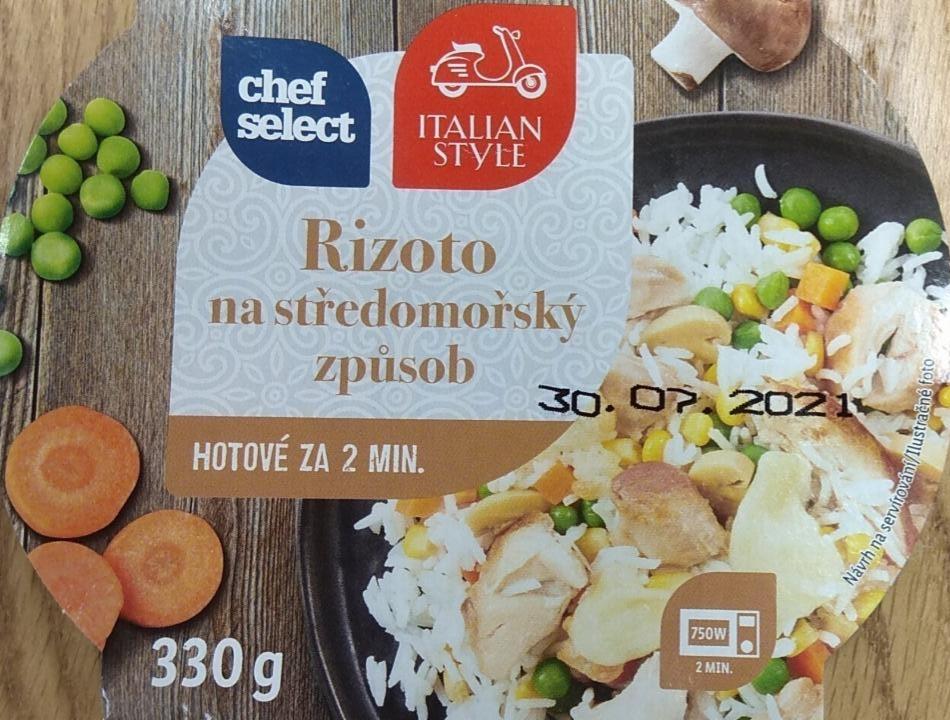 chef
select
ITALIAN
STYLE
Rizoto
na středomořský
způsob
30. 07. 2021
HOTOVÉ ZA 2 MIN.
Návrh na servírování/Ilustračné foto
750W
2 MIN.
330 g